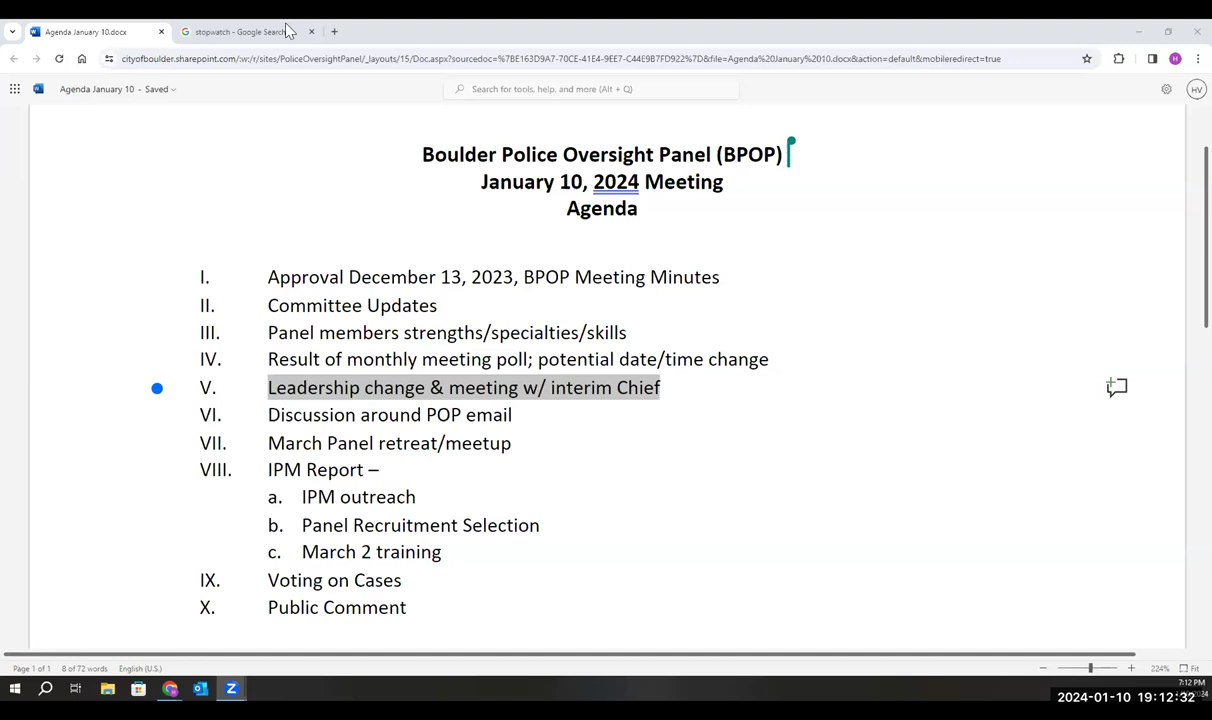 Agenda January 10.docx
stopwatch - Google Search
cityofboulder.sharepoint.com/:w:/r/sites/PoliceOversightPanel/_layouts/15/Doc.aspx?sourcedoc=%7BE163D9A7-70CE-41E4-9EE7-C44E9B7FD922%7D&file=Agenda%20January%2010.docx&action=default&mobileredirect=true
Agenda January 10 - Saved
Search for tools, help, and more (Alt + Q)
HV
Boulder Police Oversight Panel (BPOP)
January 10, 2024 Meeting
Agenda
I. Approval December 13, 2023, BPOP Meeting Minutes
II. Committee Updates
III. Panel members strengths/specialties/skills
IV. Result of monthly meeting poll; potential date/time change
V. Leadership change & meeting w/ interim Chief
VI. Discussion around POP email
VII. March Panel retreat/meetup
VIII. IPM Report –
a. IPM outreach
b. Panel Recruitment Selection
c. March 2 training
IX. Voting on Cases
X. Public Comment
Page 1 of 1 8 of 72 words English (U.S.) 224% Fit
7:12 PM
2024-01-10 19:12:32